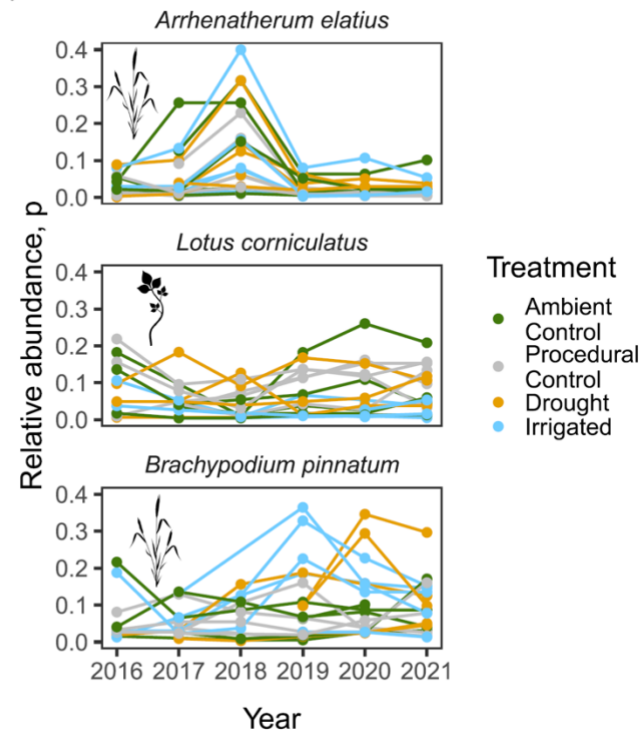 Arrhenatherum elatius
0.4
0.3
0.2
0.1
0.0
Lotus corniculatus
0.4
0.3
0.2
0.1
0.0
Brachypodium pinnatum
0.4
0.3
0.2
0.1
0.0
2016 2017 2018 2019 2020 2021
Year
Relative abundance, p
Treatment
Ambient
Control
Procedural
Control
Drought
Irrigated